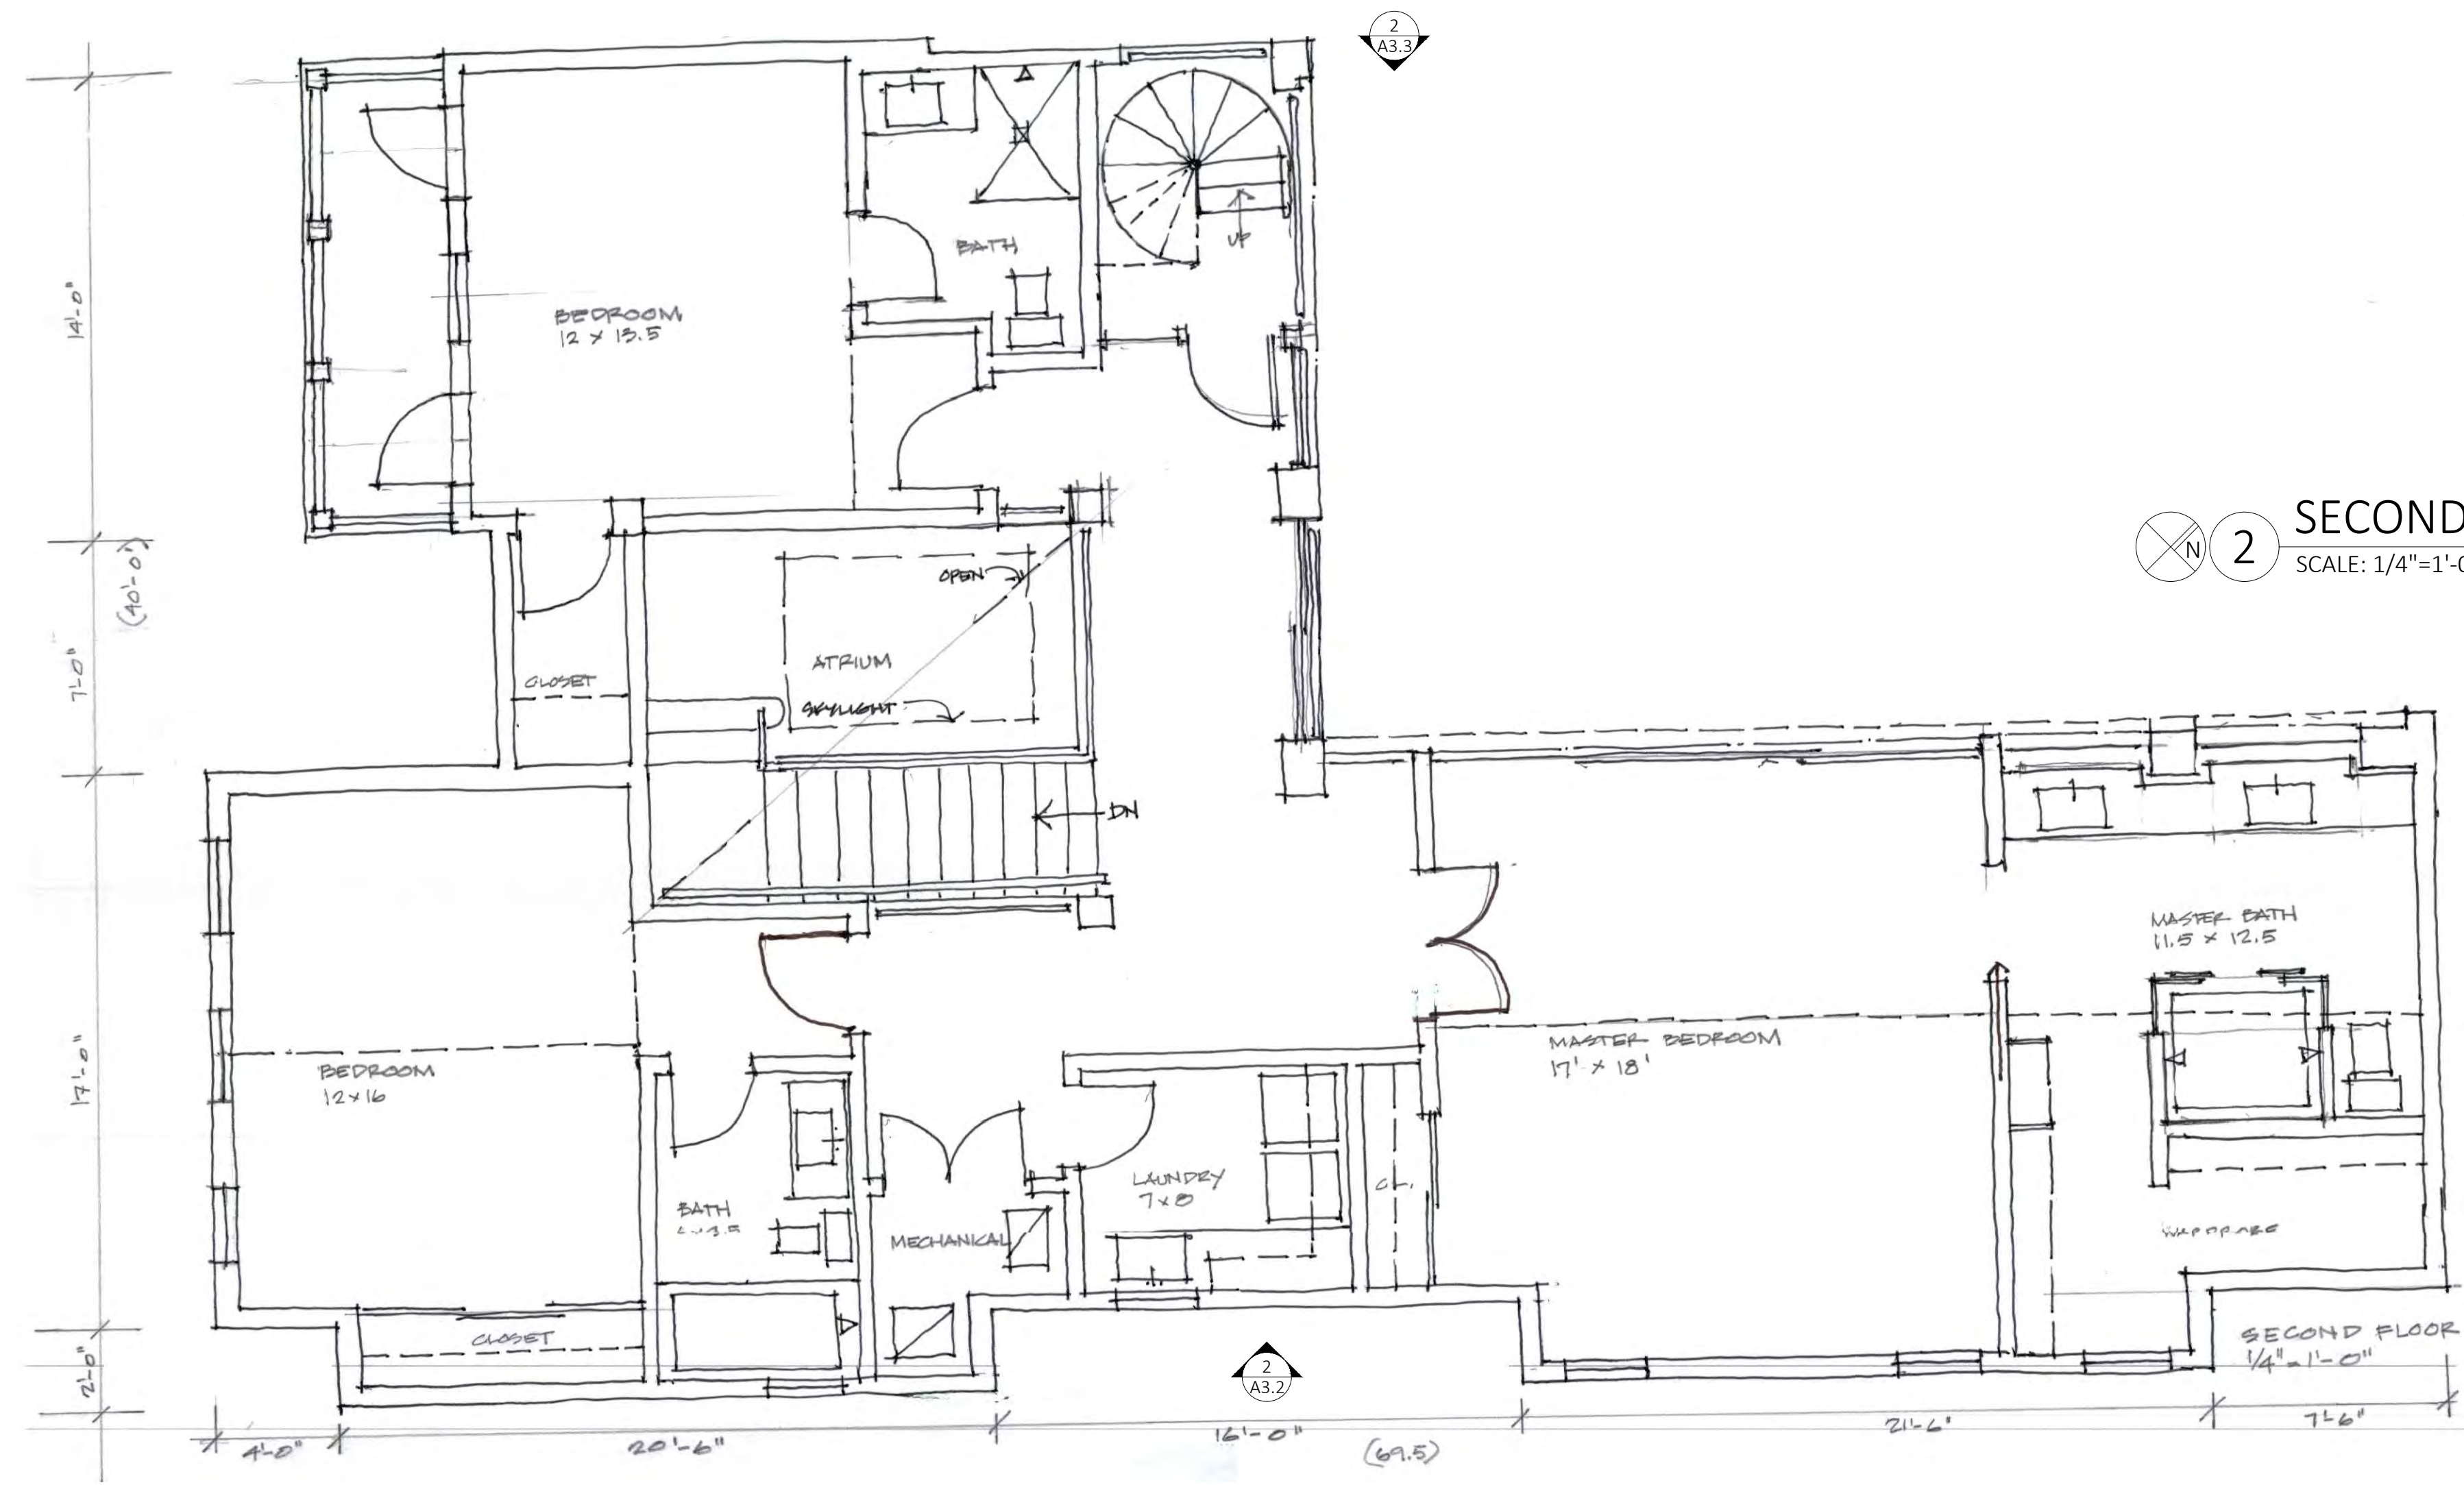 2
A3.3
14'-0"
BATH
UP
BEDROOM
12 x 13.5
SECOND
N
2
SCALE: 1/4"=1'-0
(40'-0')
OPEN
7'-0"
ATRIUM
CLOSET
SKYLIGHT
DN
MASTER BATH
11.5 x 12.5
17'-0"
BEDROOM
12x16
MASTER BEDROOM
17' x 18'
LAUNDRY
7x8
CL.
BATH
MECHANICAL
CLOSET
2'-0"
SECOND FLOOR
1/4"=1'-0"
2
A3.2
4'-0"
20'-6"
16'-0"
(69.5)
21'-6"
7'-6"